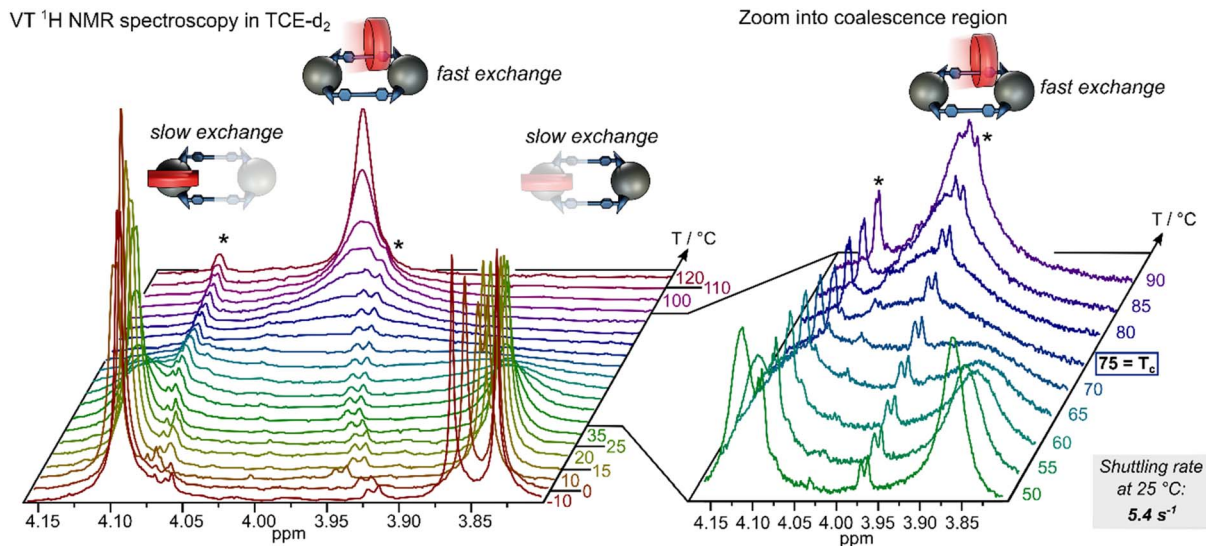 VT ¹H NMR spectroscopy in TCE-d₂
Zoom into coalescence region
fast exchange
slow exchange
slow exchange
fast exchange
*
*
*
*
T / °C
120
110
100
35
25
20
15
10
0
-10
4.15 4.10 4.05 4.00 3.95 3.90 3.85
ppm
T / °C
90
85
80
75 = Tc
70
65
60
55
50
4.15 4.10 4.05 4.00 3.95 3.90 3.85
ppm
Shuttling rate
at 25 °C:
5.4 s⁻¹